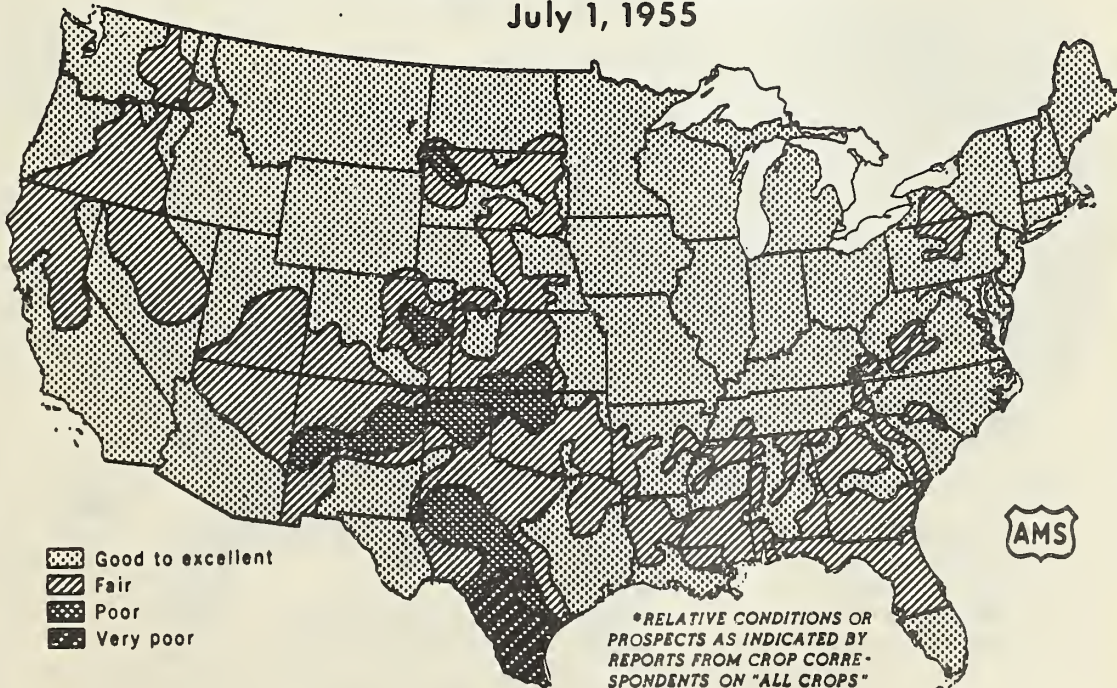 July 1, 1955
Good to excellent
Fair
Poor
Very poor
AMS
*RELATIVE CONDITIONS OR
PROSPECTS AS INDICATED BY
REPORTS FROM CROP CORRE-
SPONDENTS ON "ALL CROPS"